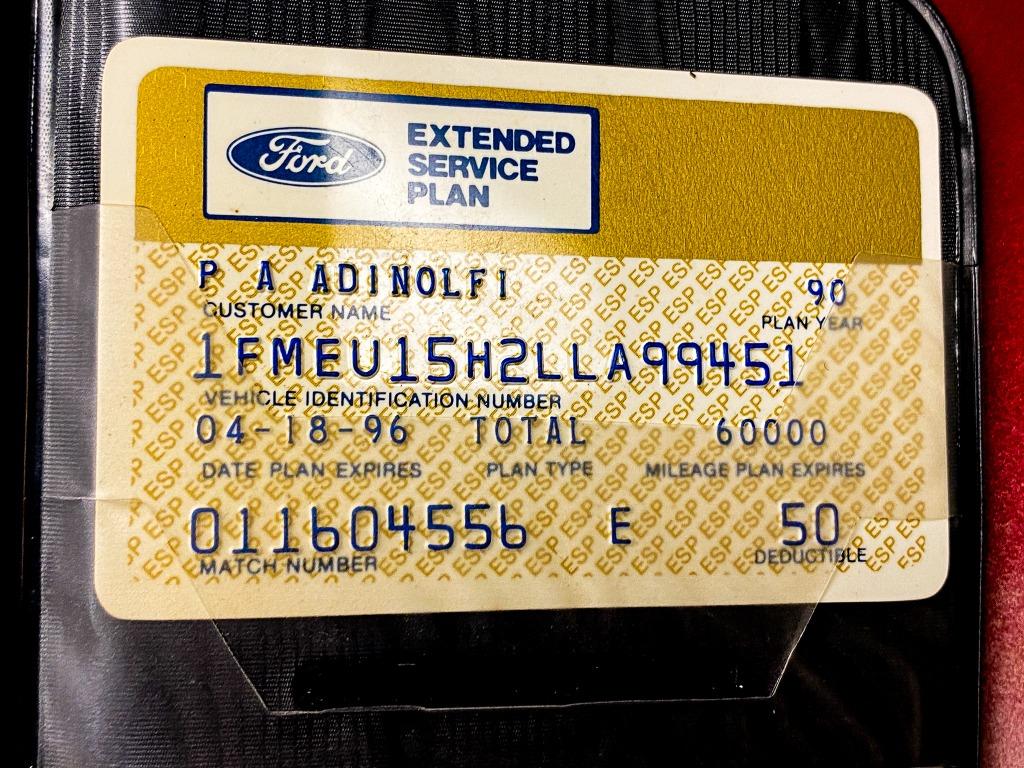 Ford
EXTENDED
SERVICE
PLAN
P A ADINOLFI 90
CUSTOMER NAME PLAN YEAR
1FMEU15H2LLA99451
VEHICLE IDENTIFICATION NUMBER
04-18-96 TOTAL 60000
DATE PLAN EXPIRES PLAN TYPE MILEAGE PLAN EXPIRES
011604556 E 50
MATCH NUMBER DEDUCTIBLE